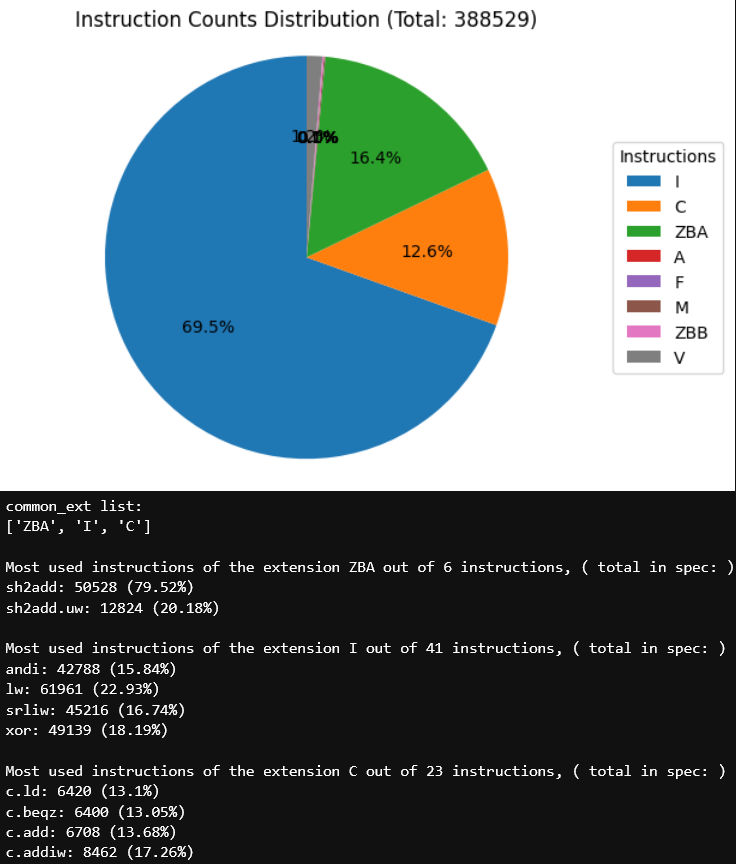 Instruction Counts Distribution (Total: 388529)
16.4%
12.6%
69.5%
Instructions
I
C
ZBA
A
F
M
ZBB
V
common_ext list:
['ZBA', 'I', 'C']
Most used instructions of the extension ZBA out of 6 instructions, ( total in spec: )
sh2add: 50528 (79.52%)
sh2add.uw: 12824 (20.18%)
Most used instructions of the extension I out of 41 instructions, ( total in spec: )
andi: 42788 (15.84%)
lw: 61961 (22.93%)
srliw: 45216 (16.74%)
xor: 49139 (18.19%)
Most used instructions of the extension C out of 23 instructions, ( total in spec: )
c.ld: 6420 (13.1%)
c.beqz: 6400 (13.05%)
c.add: 6708 (13.68%)
c.addiw: 8462 (17.26%)